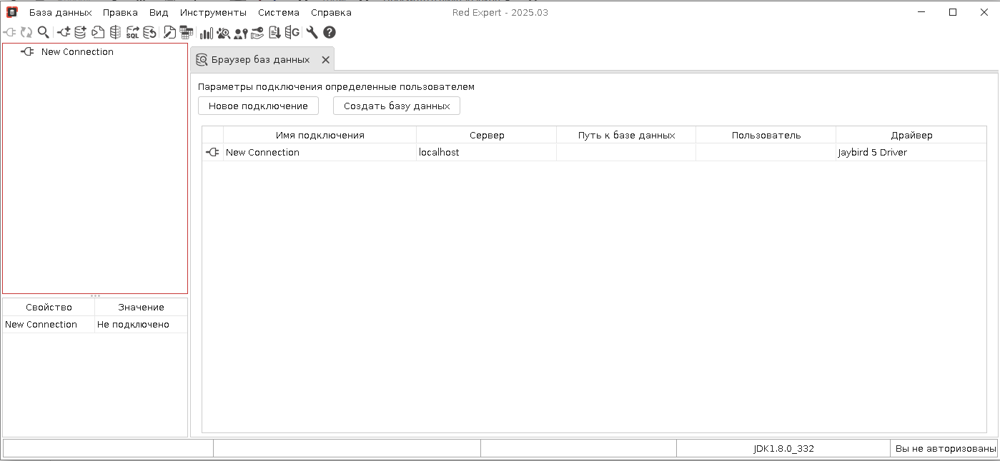 База данных Правка Вид Инструменты Система Справка Red Expert - 2025.03
New Connection
Браузер баз данных
Параметры подключения определенные пользователем
Новое подключение Создать базу данных
Имя подключения Сервер Путь к базе данных Пользователь Драйвер
New Connection localhost Jaybird 5 Driver
Свойство Значение
New Connection Не подключено
JDK1.8.0_332 Вы не авторизованы